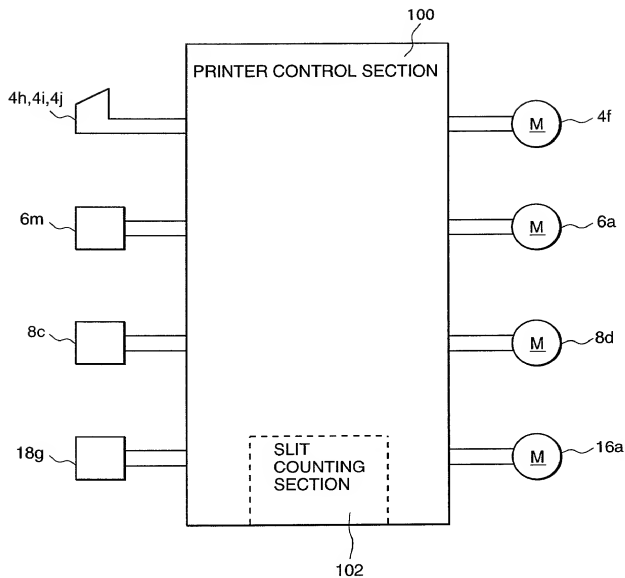 100
PRINTER CONTROL SECTION
4h,4i,4j
M
4f
6m
M
6a
8c
M
8d
18g
M
16a
SLIT
COUNTING
SECTION
102